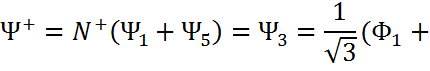 Ψ⁺ = N⁺(Ψ₁ + Ψ₅) = Ψ₃ = 1/√3 (Φ₁ +